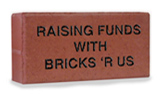 RAISING FUNDS
WITH
BRICKS 'R US